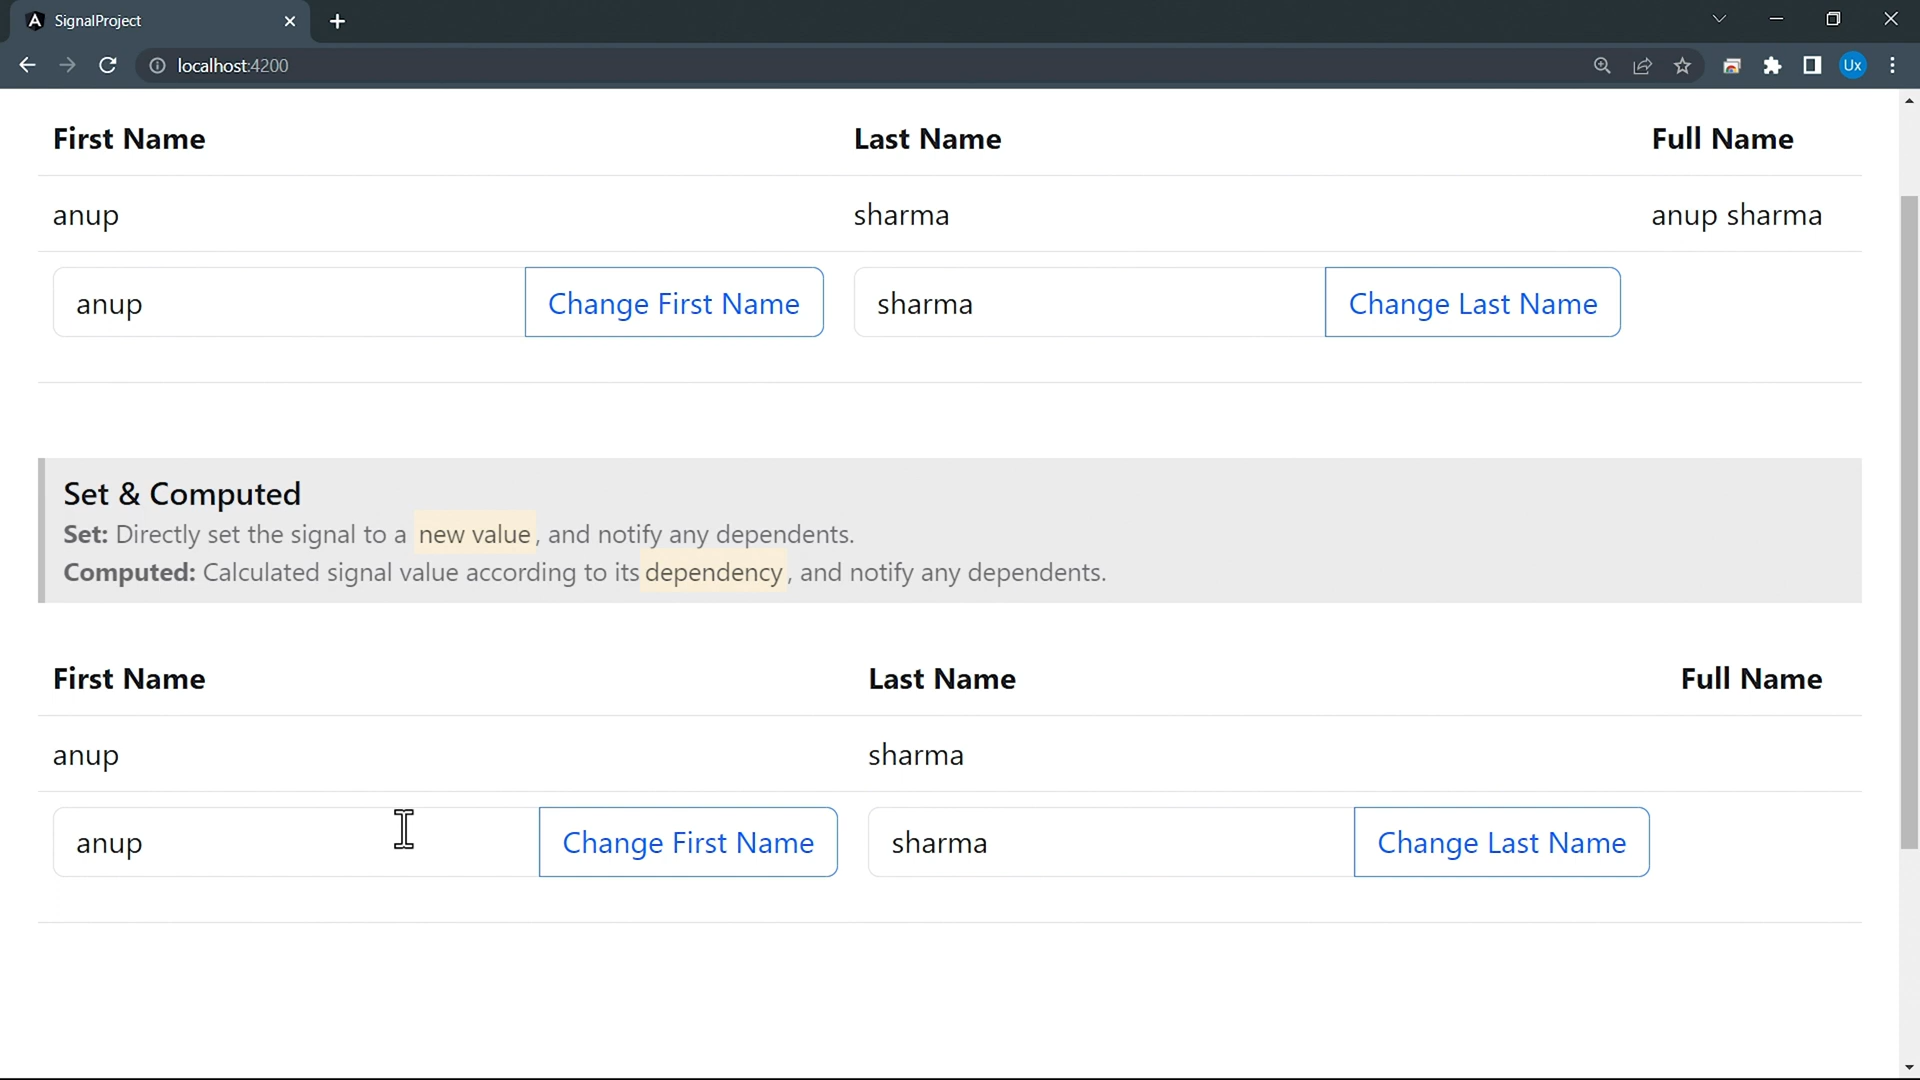 SignalProject
localhost:4200
Ux
First Name Last Name Full Name
anup sharma anup sharma
anup Change First Name sharma Change Last Name
Set & Computed
Set: Directly set the signal to a new value, and notify any dependents.
Computed: Calculated signal value according to its dependency, and notify any dependents.
First Name Last Name Full Name
anup sharma
anup Change First Name sharma Change Last Name